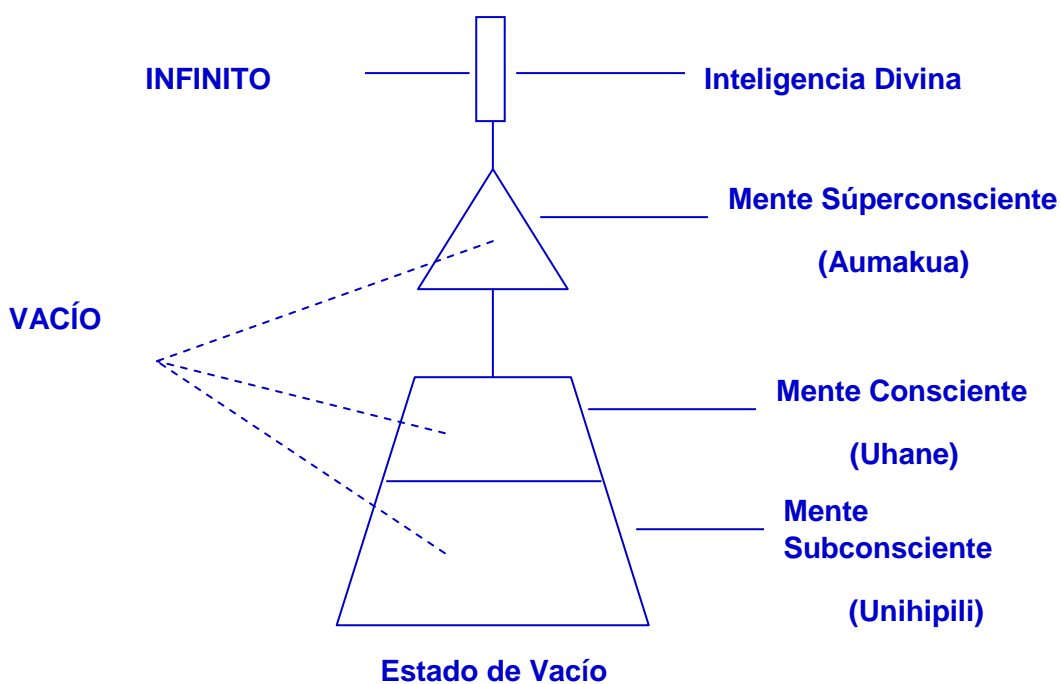 INFINITO
Inteligencia Divina
Mente Súperconsciente
(Aumakua)
VACÍO
Mente Consciente
(Uhane)
Mente
Subconsciente
(Unihipili)
Estado de Vacío